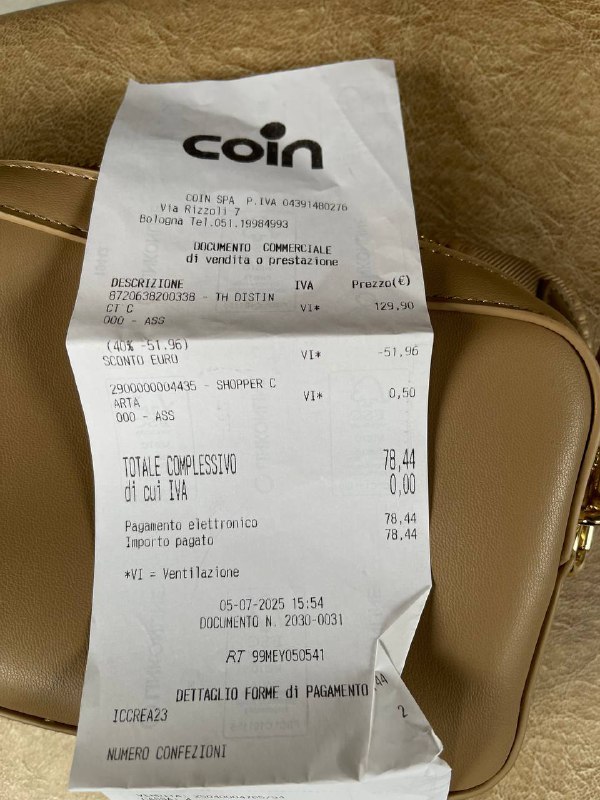 coin
COIN SPA P.IVA 04391480276
Via Rizzoli 7
Bologna Tel.051.19984993
DOCUMENTO COMMERCIALE
di vendita o prestazione
DESCRIZIONE IVA Prezzo(€)
8720638200338 - TH DISTIN
CT C VI* 129,90
000 - ASS
(40% -51,96)
SCONTO EURO VI* -51,96
2900000004435 - SHOPPER C
ARTA VI* 0,50
000 - ASS
TOTALE COMPLESSIVO 78,44
di cui IVA 0,00
Pagamento elettronico 78,44
Importo pagato 78,44
*VI = Ventilazione
05-07-2025 15:54
DOCUMENTO N. 2030-0031
RT 99MEY050541
DETTAGLIO FORME di PAGAMENTO
ICCREA23 44
NUMERO CONFEZIONI 2